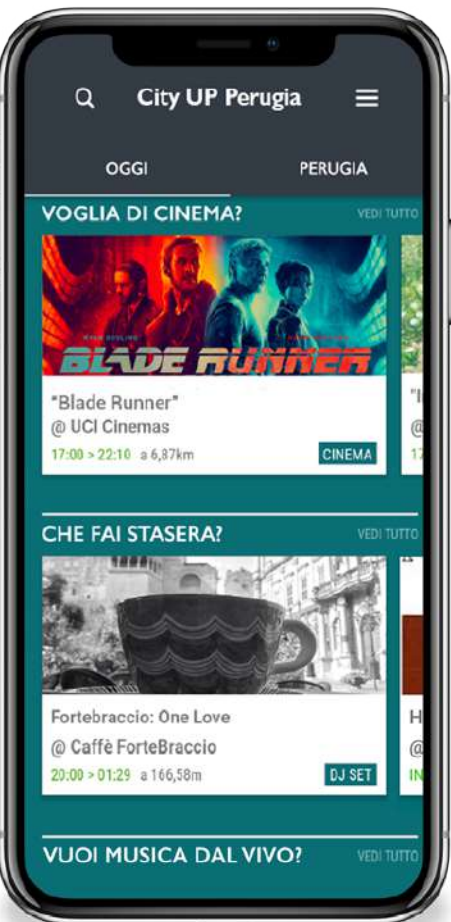 City UP Perugia
OGGI
PERUGIA
VOGLIA DI CINEMA?
VEDI TUTTO
BLADE RUNNER
"Blade Runner"
@ UCI Cinemas
17:00 > 22:10 a 6,87km
CINEMA
"I
@
17
CHE FAI STASERA?
VEDI TUTTO
Fortebraccio: One Love
@ Caffè ForteBraccio
20:00 > 01:29 a 166,58m
DJ SET
H
@
IN
VUOI MUSICA DAL VIVO?
VEDI TUTTO